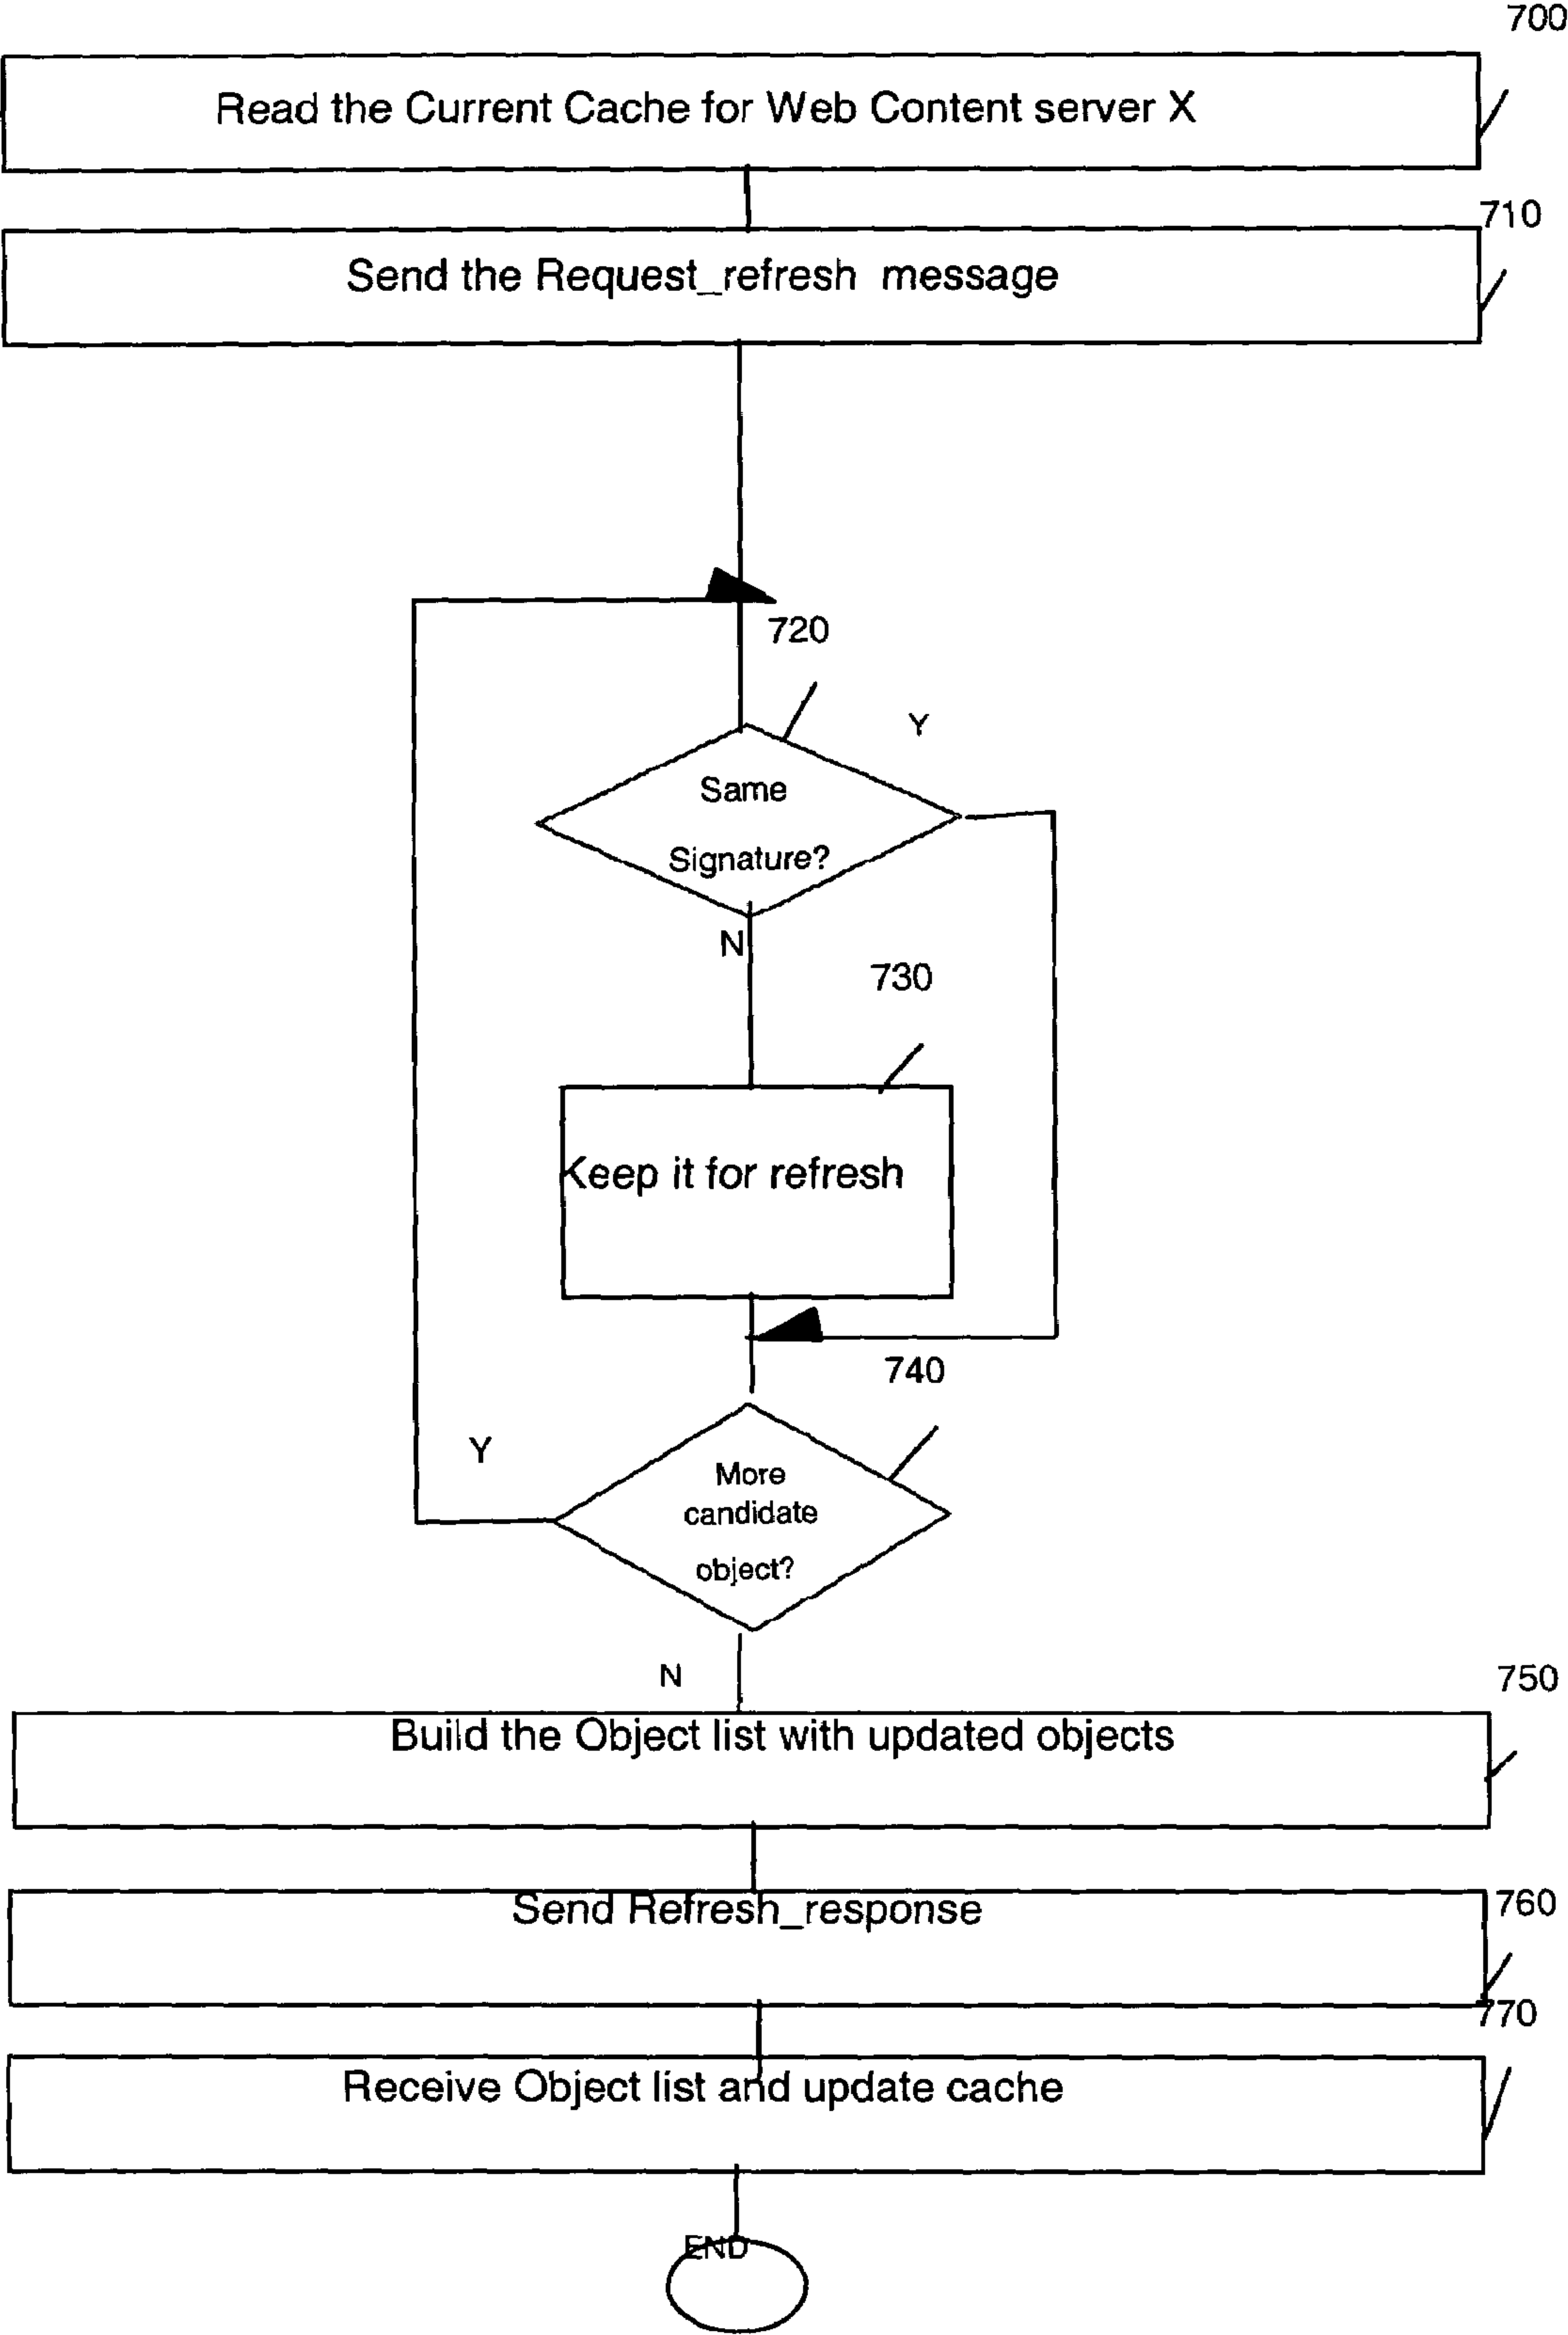 700
Read the Current Cache for Web Content server X
710
Send the Request_refresh message
720
Y
Same
Signature?
N
730
Keep it for refresh
740
Y
More
candidate
object?
N
750
Build the Object list with updated objects
760
Send Refresh_response
770
Receive Object list and update cache
END